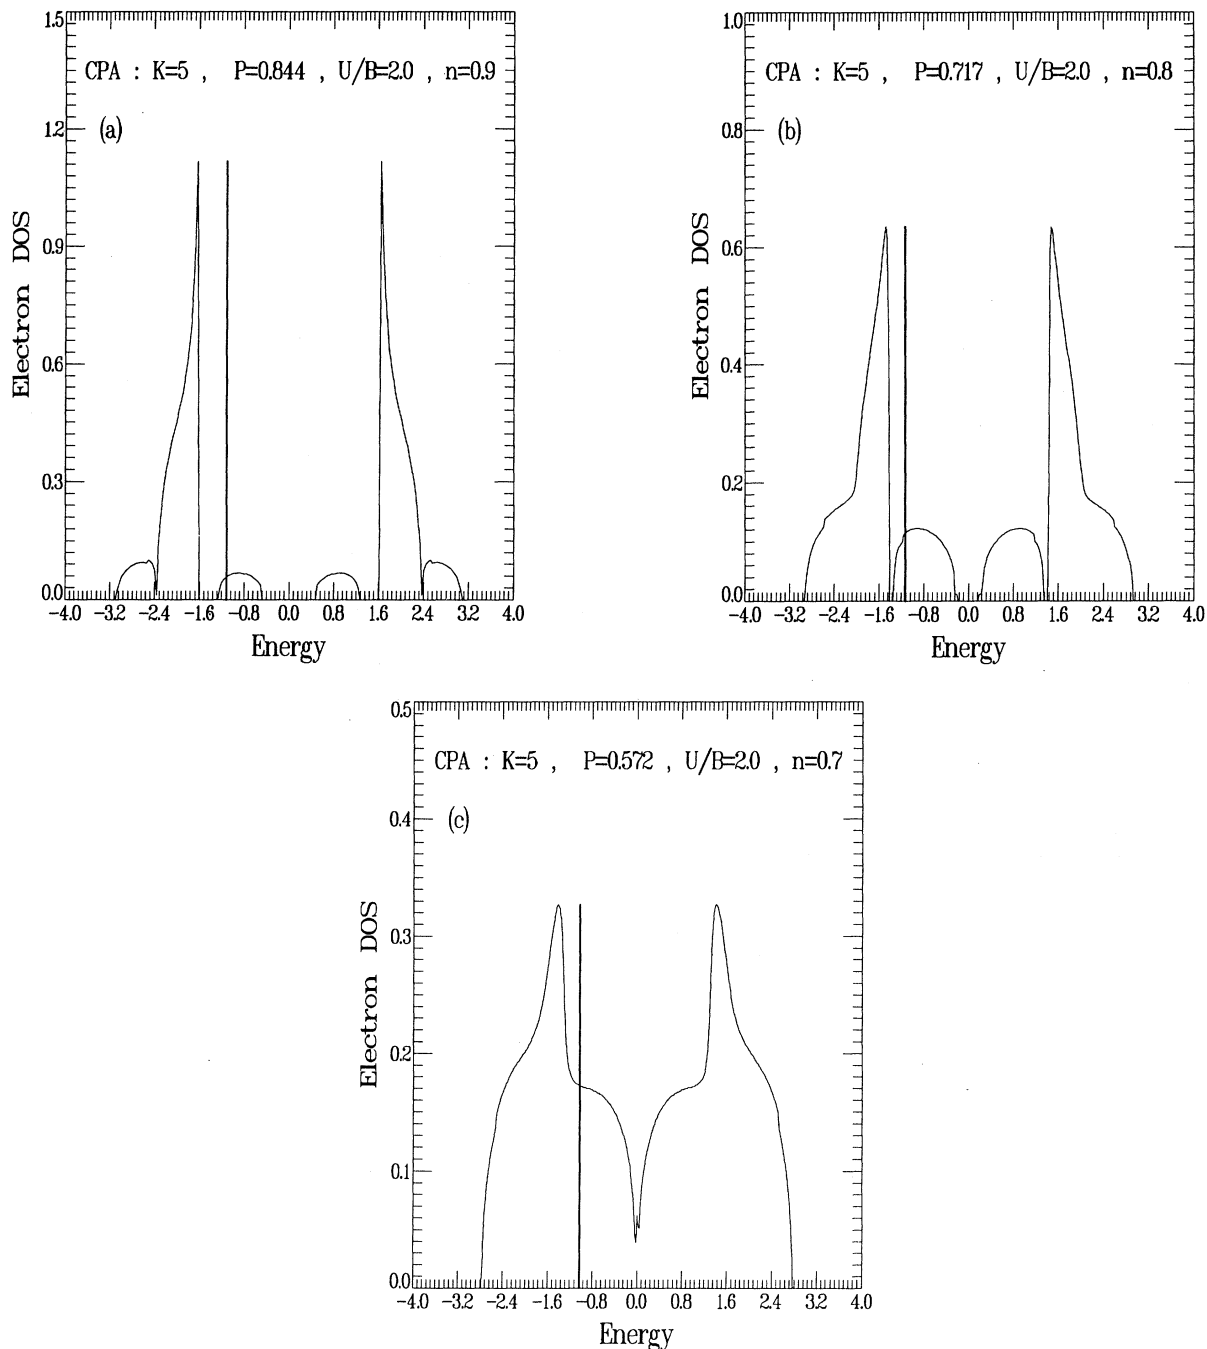 CPA : K=5 , P=0.844 , U/B=2.0 , n=0.9
(a)
1.5
1.2
0.9
0.6
0.3
0.0
Electron DOS
-4.0 -3.2 -2.4 -1.6 -0.8 0.0 0.8 1.6 2.4 3.2 4.0
Energy
CPA : K=5 , P=0.717 , U/B=2.0 , n=0.8
(b)
1.0
0.8
0.6
0.4
0.2
0.0
Electron DOS
-4.0 -3.2 -2.4 -1.6 -0.8 0.0 0.8 1.6 2.4 3.2 4.0
Energy
CPA : K=5 , P=0.572 , U/B=2.0 , n=0.7
(c)
0.5
0.4
0.3
0.2
0.1
0.0
Electron DOS
-4.0 -3.2 -2.4 -1.6 -0.8 0.0 0.8 1.6 2.4 3.2 4.0
Energy